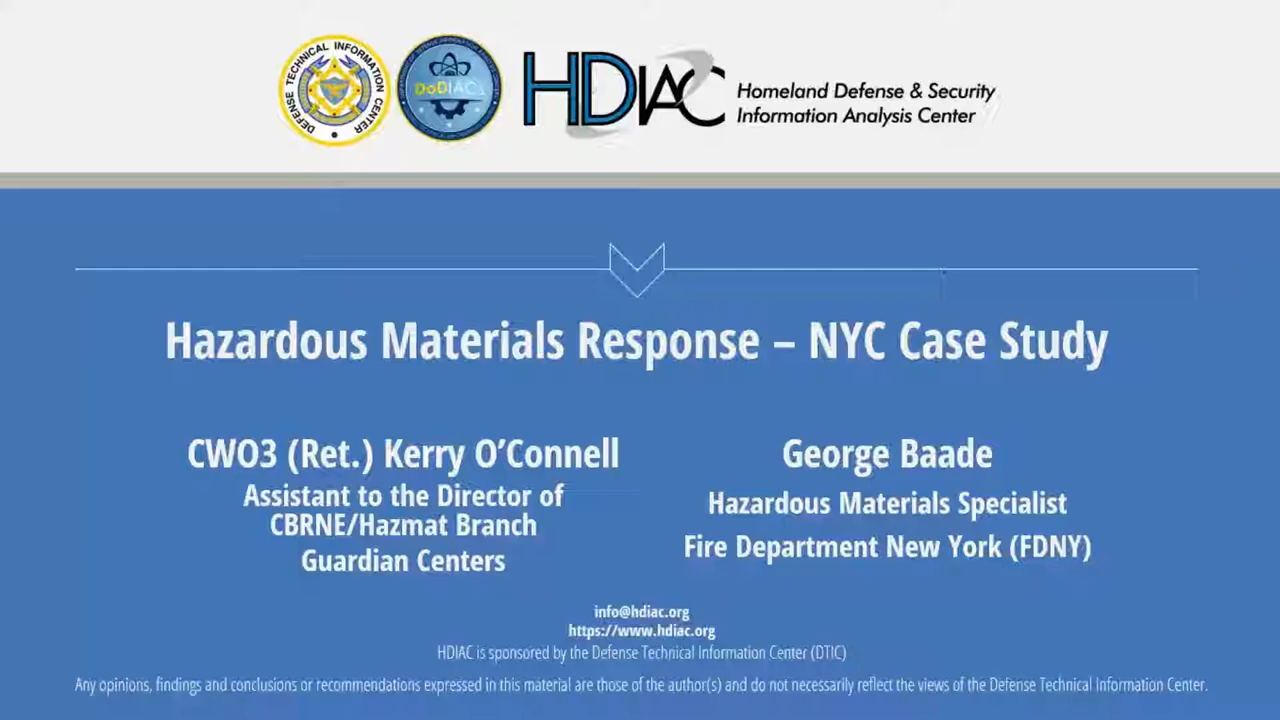 DEFENSE TECHNICAL INFORMATION CENTER
DoDIACs
HDIAC
Homeland Defense & Security
Information Analysis Center
Hazardous Materials Response – NYC Case Study
CWO3 (Ret.) Kerry O’Connell
Assistant to the Director of
CBRNE/Hazmat Branch
Guardian Centers
George Baade
Hazardous Materials Specialist
Fire Department New York (FDNY)
info@hdiac.org
https://www.hdiac.org
HDIAC is sponsored by the Defense Technical Information Center (DTIC)
Any opinions, findings and conclusions or recommendations expressed in this material are those of the author(s) and do not necessarily reflect the views of the Defense Technical Information Center.